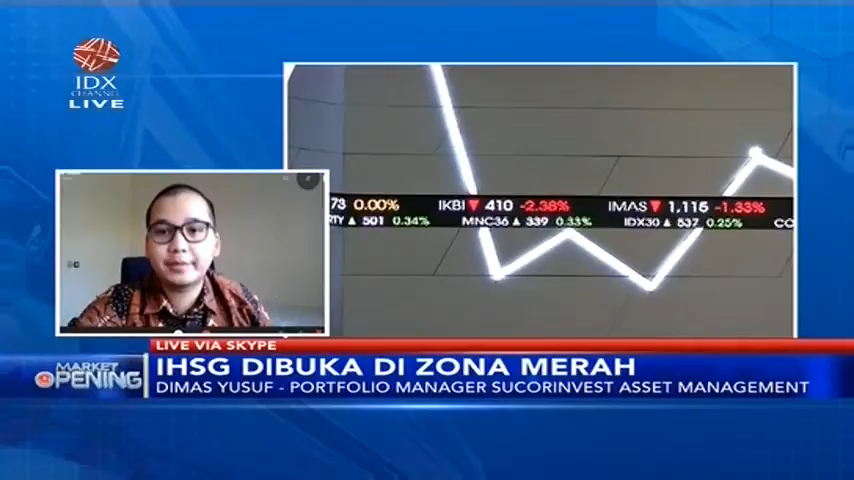 IDX
CHANNEL
LIVE
73 0.00% IKBI ▼ 410 -2.38% IMAS ▼ 1,115 -1.33%
RTY ▲ 501 0.34% MNC36 ▲ 339 0.33% IDX30 ▲ 537 0.25% CO
LIVE VIA SKYPE
MARKET
OPENING
IHSG DIBUKA DI ZONA MERAH
DIMAS YUSUF - PORTFOLIO MANAGER SUCORINVEST ASSET MANAGEMENT